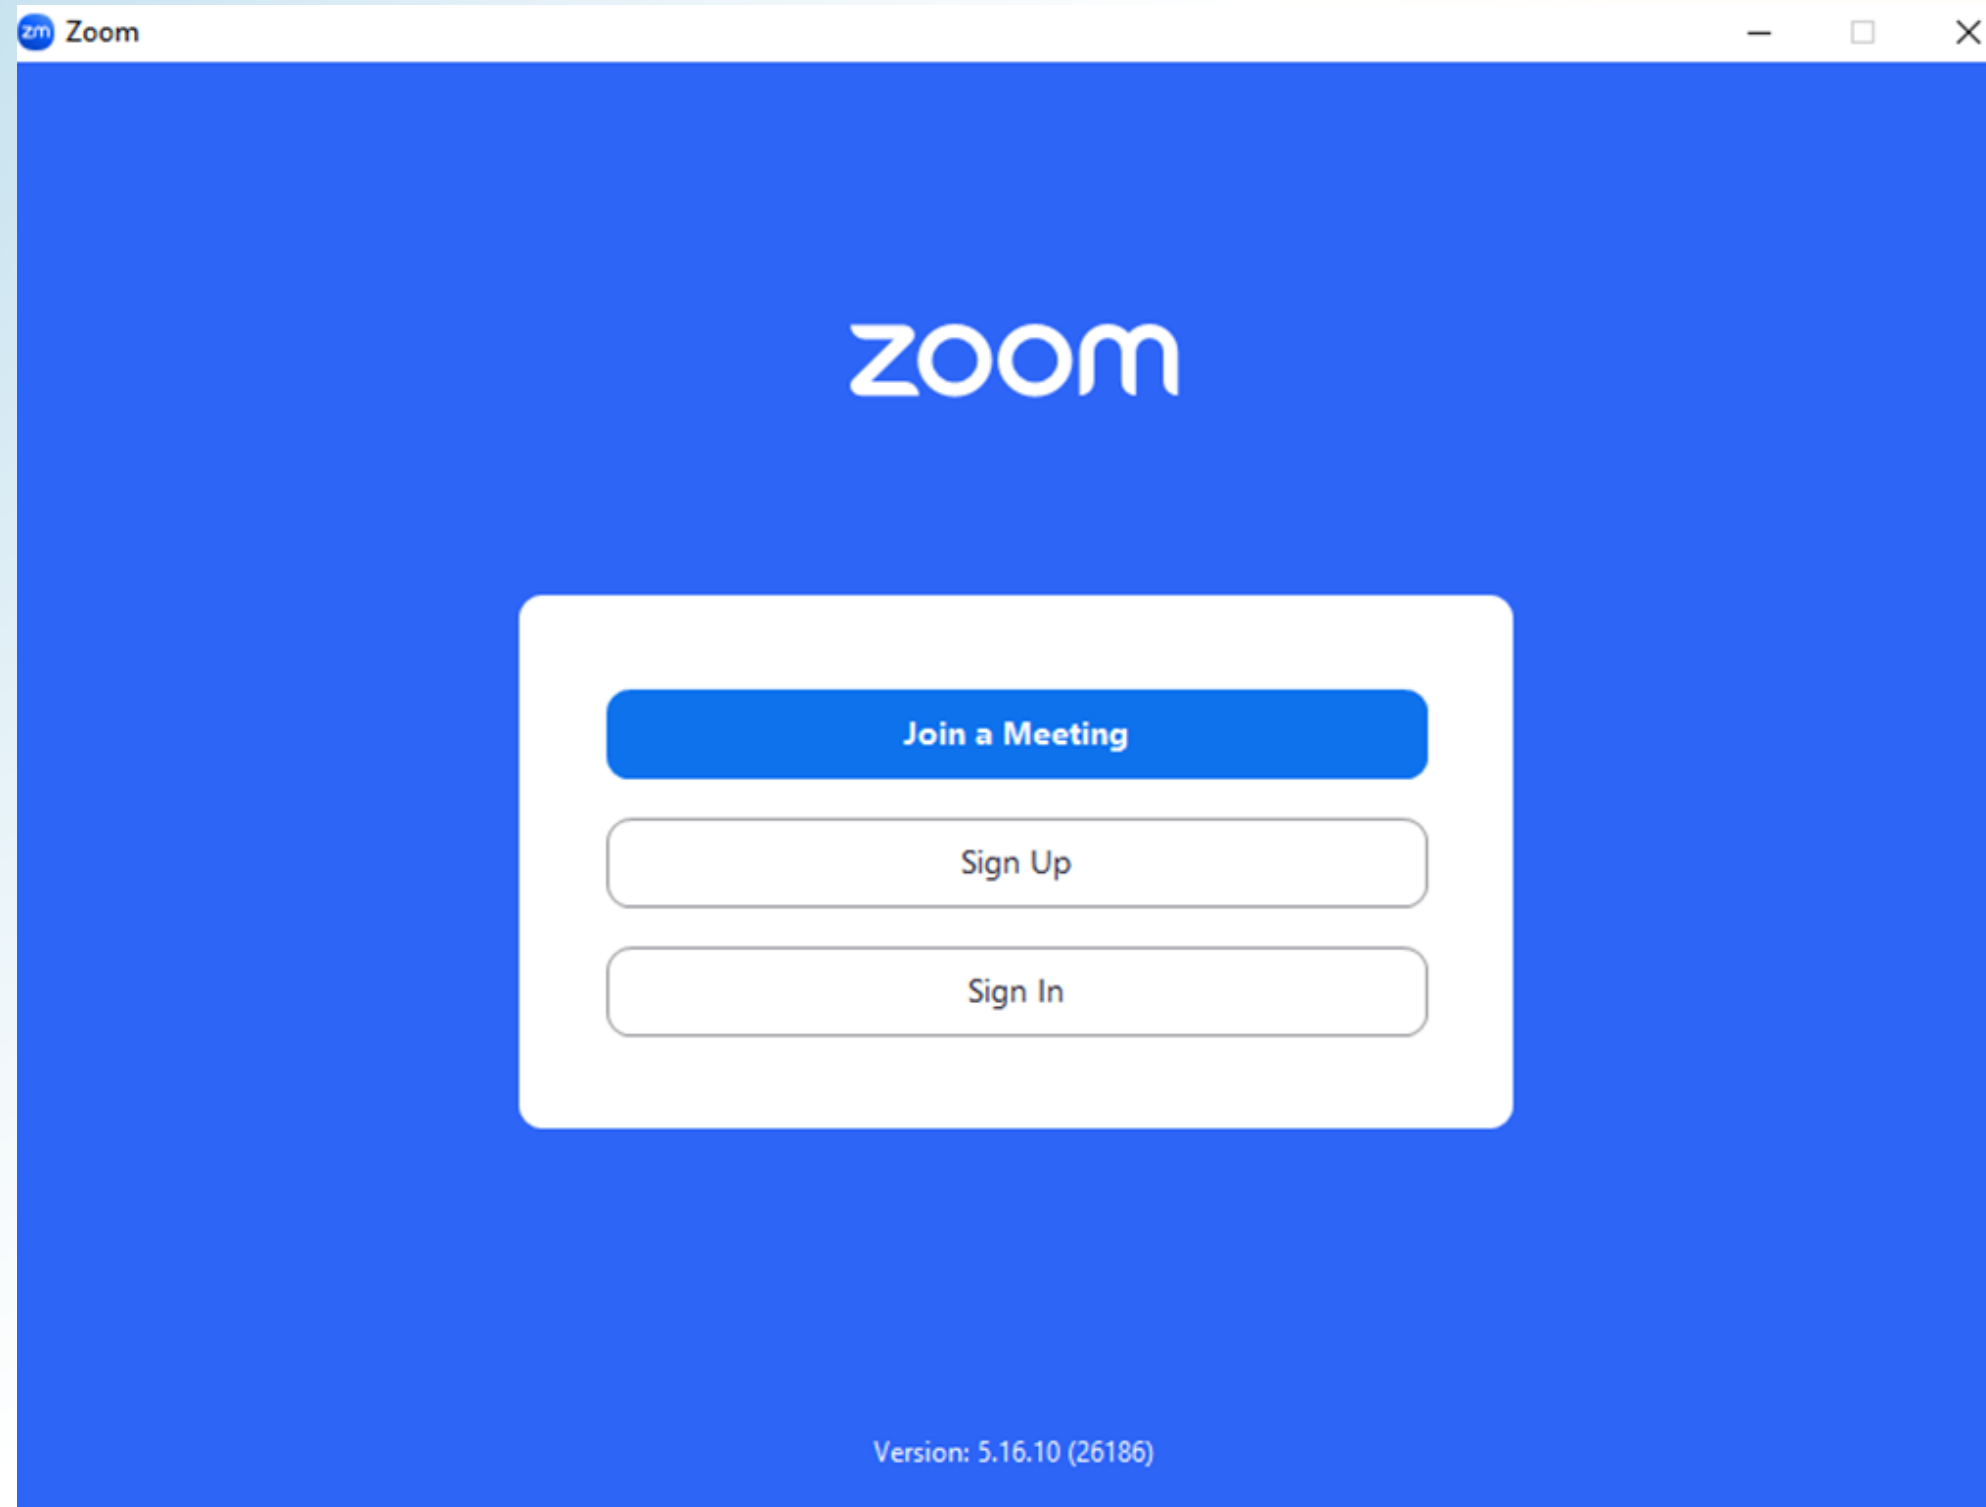 zm Zoom
zoom
Join a Meeting
Sign Up
Sign In
Version: 5.16.10 (26186)